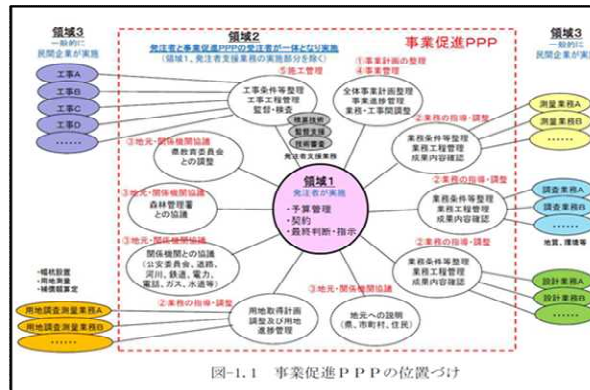 領域3
一般的に
民間企業が実施
領域2
発注者と事業促進PPPの受注者が一体となり実施
(領域1、発注者支援業務の実施部分を除く)
事業促進PPP
領域3
一般的に
民間企業が実施
工事A
工事B
工事C
工事D
・・・・・・
⑤施工管理
工事条件等整理
工事工程管理
監督・検査
積算技術
監督支援
技術審査
発注者支援業務
①事業計画の整理
④事業管理
全体事業計画整理
事業進捗管理
業務・工事間調整
②業務の指導・調整
業務条件等整理
業務工程管理
成果内容確認
測量業務A
測量業務B
・・・・・・
③地元・関係機関協議
県教育委員会
との調整
領域1
発注者が実施
・予算管理
・契約
・最終判断・指示
②業務の指導・調整
業務条件等整理
業務工程管理
成果内容確認
調査業務A
調査業務B
・・・・・・
地質、環境等
③地元・関係機関協議
森林管理署
との協議
③地元・関係機関協議
関係機関との協議
(公安委員会、道路、
河川、鉄道、電力、
電話、ガス、水道等)
②業務の指導・調整
業務条件等整理
業務工程管理
成果内容確認
設計業務A
設計業務B
・・・・・・
・幅杭設置
・用地測量
・補償額算定
用地調査測量業務A
用地調査測量業務B
・・・・・・
②業務の指導・調整
用地取得計画
調整及び用地
進捗管理
③地元・関係機関協議
地元への説明
(県、市町村、住民)
図-1.1 事業促進PPPの位置づけ